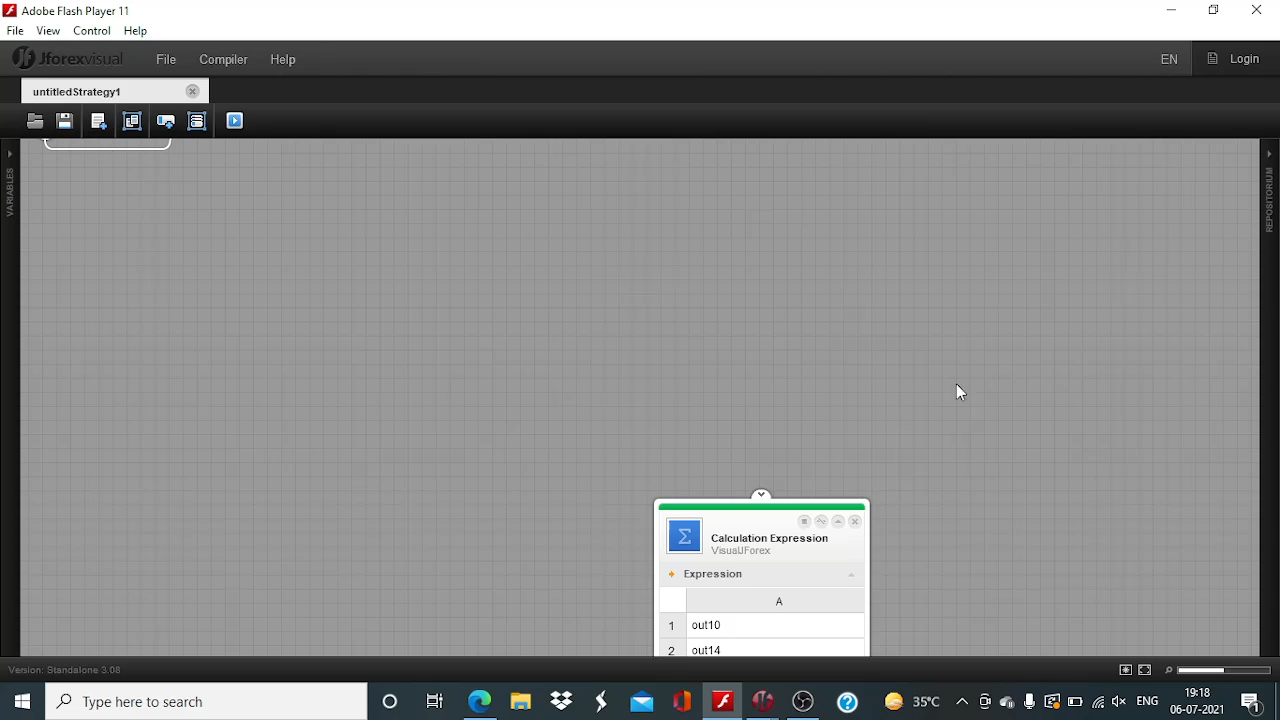 Adobe Flash Player 11
File View Control Help
Jforexvisual File Compiler Help EN Login
untitledStrategy1
VARIABLES
REPOSITORIUM
Calculation Expression
VisualJForex
Expression
A
1 out10
2 out14
Version: Standalone 3.08
Type here to search
35°C
ENG
19:18
06-07-2021
1